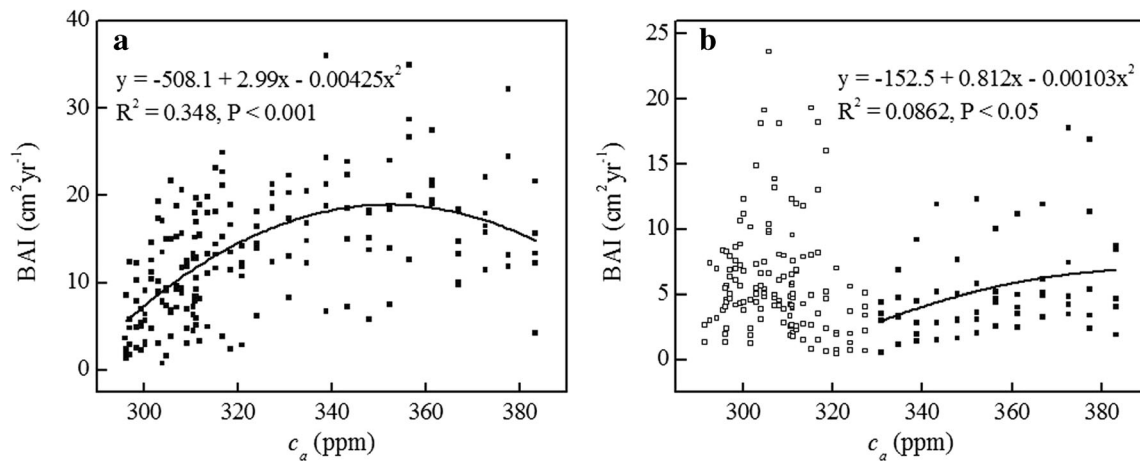 a
y = -508.1 + 2.99x - 0.00425x²
R² = 0.348, P < 0.001
BAI (cm² yr⁻¹)
40
30
20
10
0
300 320 340 360 380
cₐ (ppm)
b
y = -152.5 + 0.812x - 0.00103x²
R² = 0.0862, P < 0.05
BAI (cm² yr⁻¹)
25
20
15
10
5
0
300 320 340 360 380
cₐ (ppm)